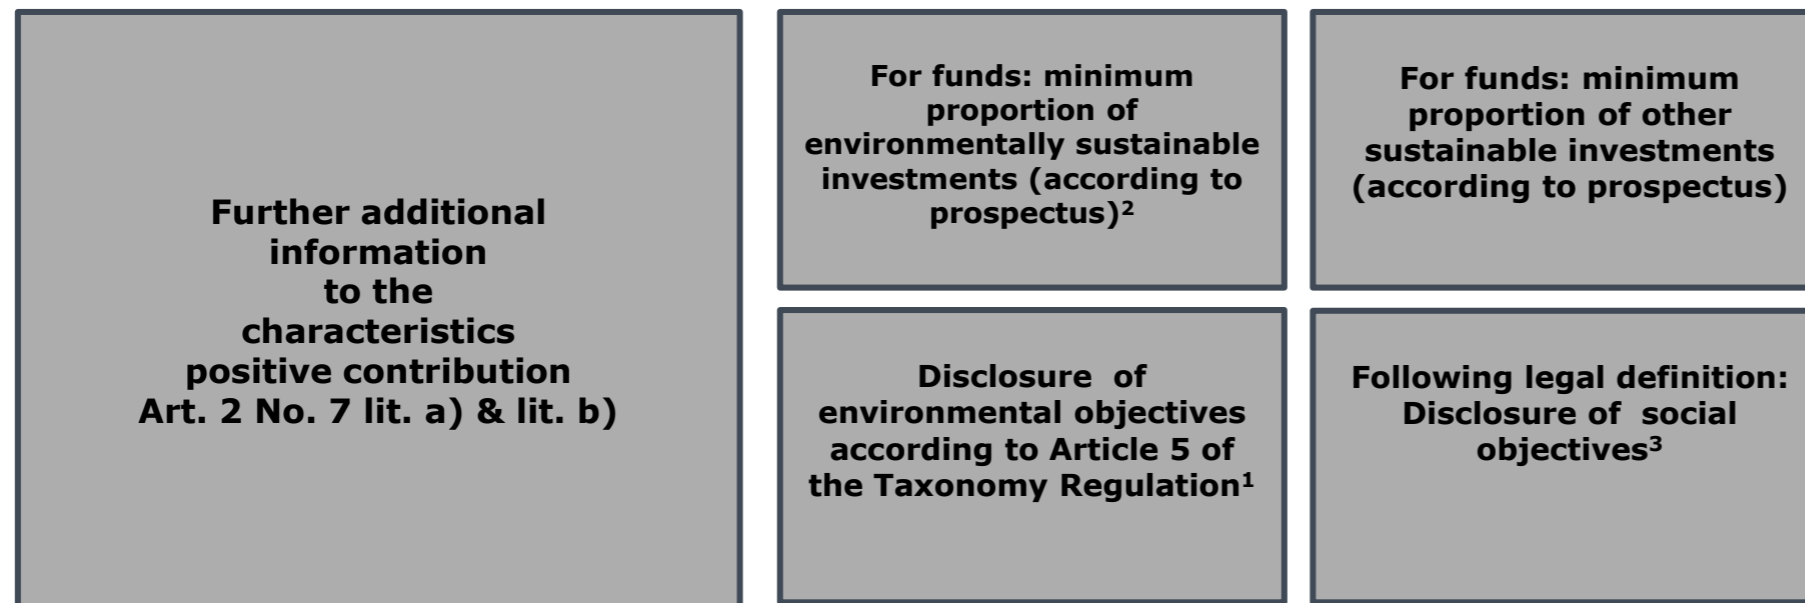 Further additional
information
to the
characteristics
positive contribution
Art. 2 No. 7 lit. a) & lit. b)
For funds: minimum
proportion of
environmentally sustainable
investments (according to
prospectus)²
For funds: minimum
proportion of other
sustainable investments
(according to prospectus)
Disclosure of
environmental objectives
according to Article 5 of
the Taxonomy Regulation¹
Following legal definition:
Disclosure of social
objectives³